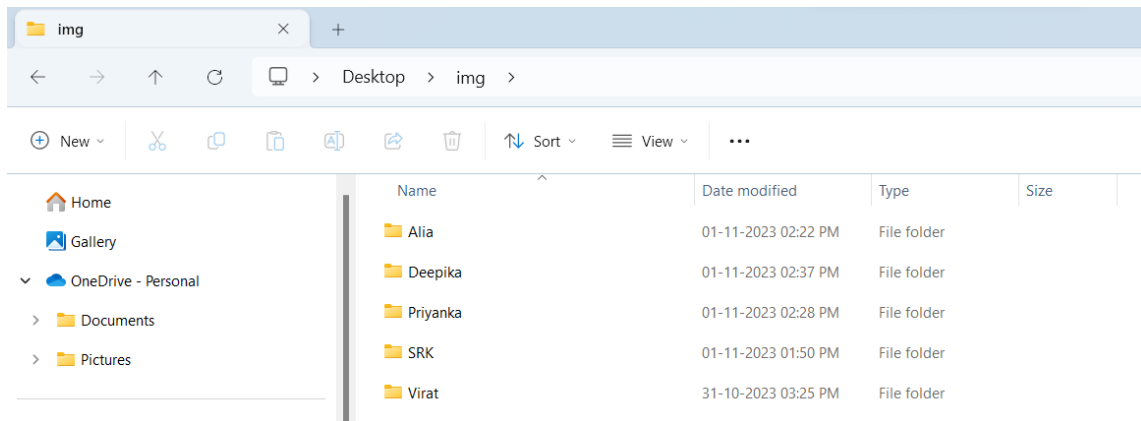 img
Desktop > img >
New Sort View ...
Name Date modified Type Size
Home
Gallery
OneDrive - Personal
Documents
Pictures
Alia 01-11-2023 02:22 PM File folder
Deepika 01-11-2023 02:37 PM File folder
Priyanka 01-11-2023 02:28 PM File folder
SRK 01-11-2023 01:50 PM File folder
Virat 31-10-2023 03:25 PM File folder